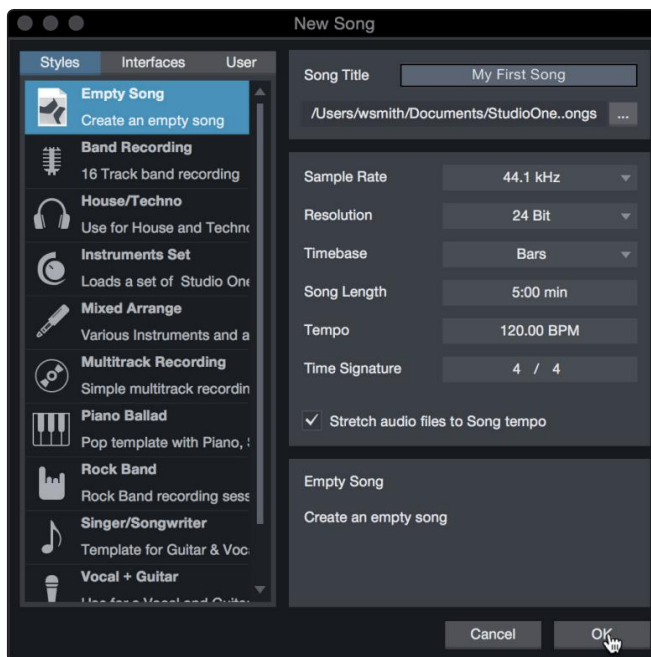 New Song
Styles Interfaces User
Empty Song
Create an empty song
Band Recording
16 Track band recording
House/Techno
Use for House and Techno
Instruments Set
Loads a set of Studio One
Mixed Arrange
Various Instruments and a
Multitrack Recording
Simple multitrack recordin
Piano Ballad
Pop template with Piano,
Rock Band
Rock Band recording sess
Singer/Songwriter
Template for Guitar & Voc
Vocal + Guitar
Song Title My First Song
/Users/wsmith/Documents/StudioOne..ongs ...
Sample Rate 44.1 kHz
Resolution 24 Bit
Timebase Bars
Song Length 5:00 min
Tempo 120.00 BPM
Time Signature 4 / 4
Stretch audio files to Song tempo
Empty Song
Create an empty song
Cancel OK